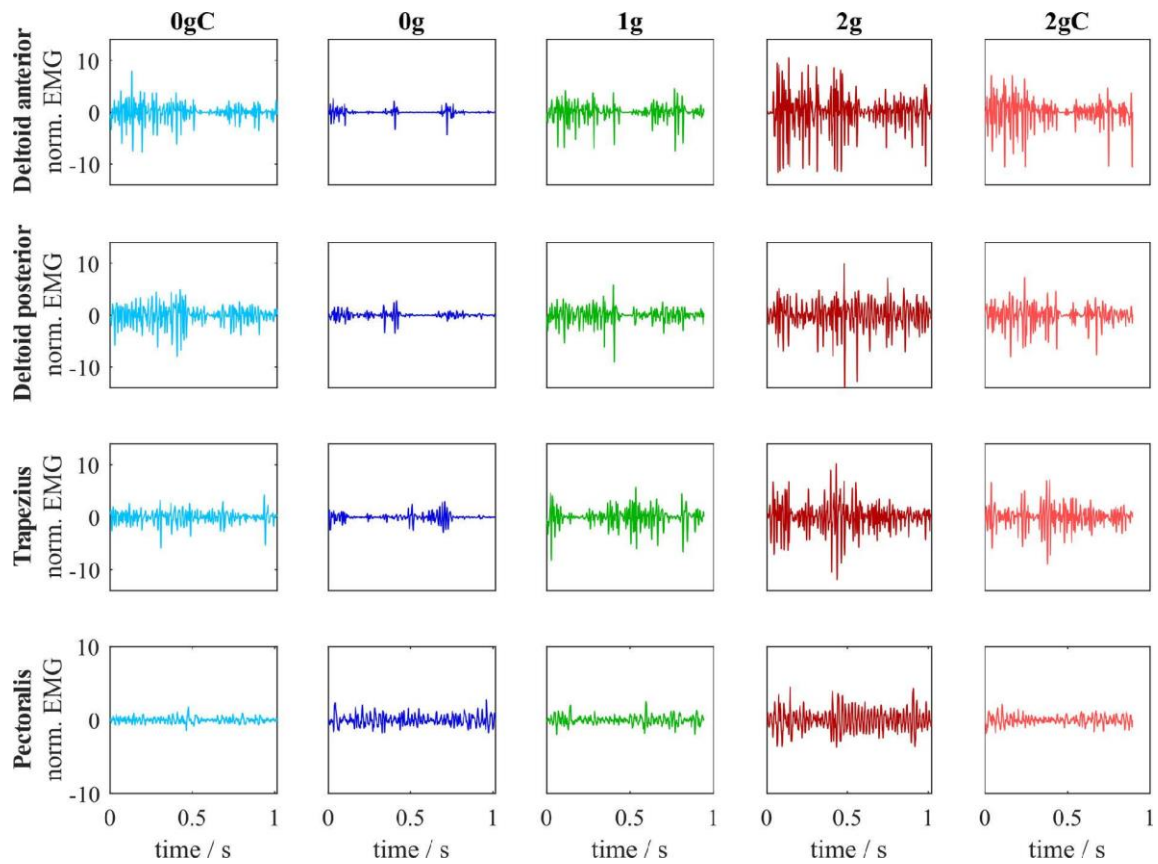 0gC 0g 1g 2g 2gC
Deltoid anterior
norm. EMG
10
0
-10
Deltoid posterior
norm. EMG
10
0
-10
Trapezius
norm. EMG
10
0
-10
Pectoralis
norm. EMG
10
0
-10
0 0.5 1 0 0.5 1 0 0.5 1 0 0.5 1 0 0.5 1
time / s time / s time / s time / s time / s